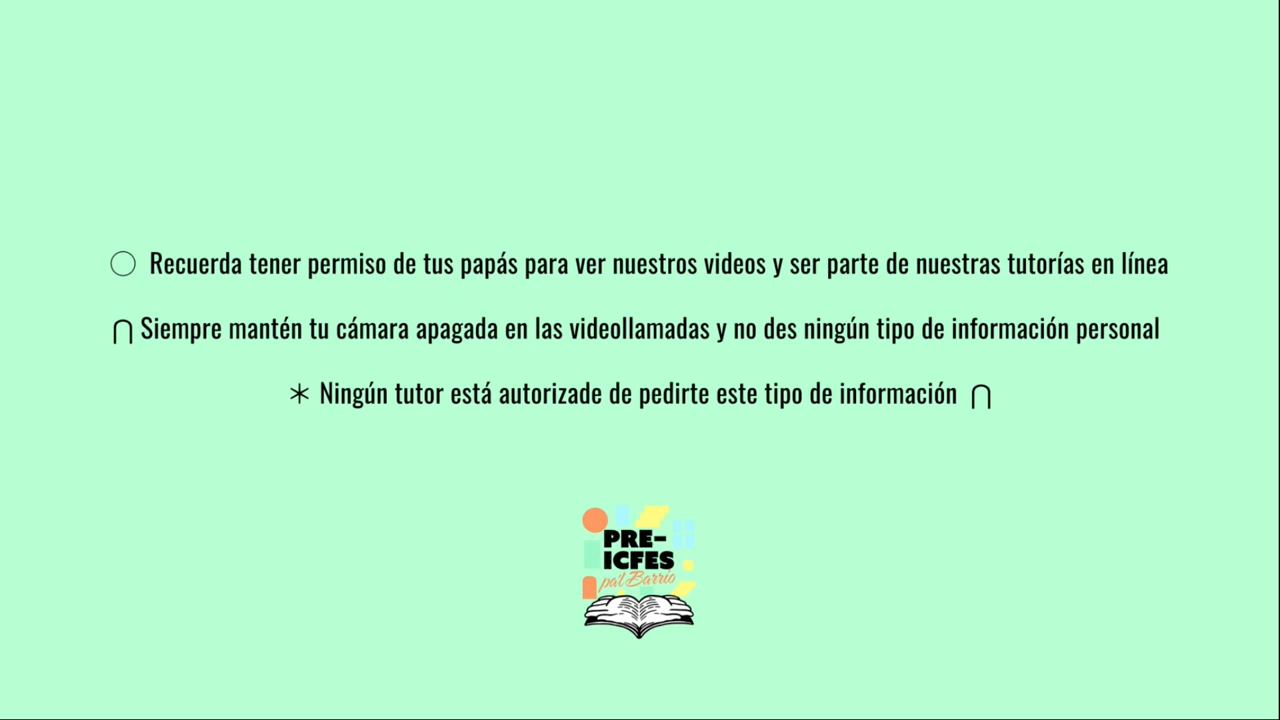 ○ Recuerda tener permiso de tus papás para ver nuestros videos y ser parte de nuestras tutorías en línea
∩ Siempre mantén tu cámara apagada en las videollamadas y no des ningún tipo de información personal
* Ningún tutor está autorizade de pedirte este tipo de información ∩
PRE-
ICFES
pa'l Barrio